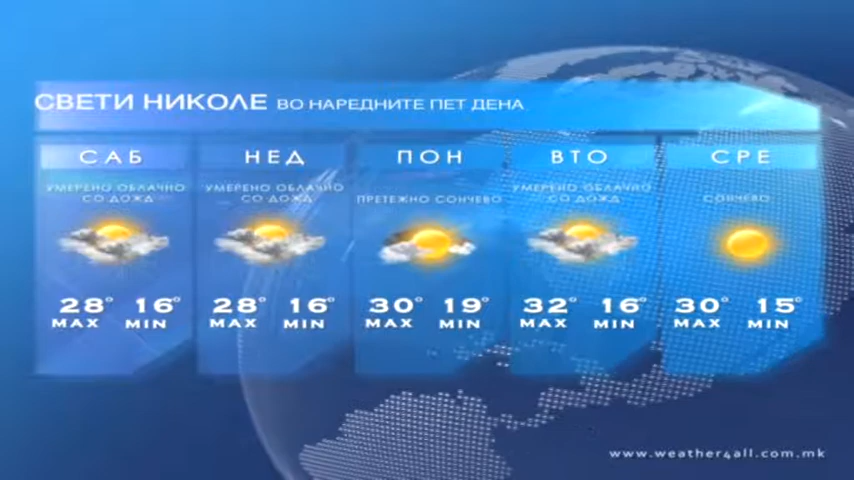 СВЕТИ НИКОЛЕ ВО НАРЕДНИТЕ ПЕТ ДЕНА
САБ НЕД ПОН ВТО СРЕ
УМЕРЕНО ОБЛАЧНО СО ДОЖД
УМЕРЕНО ОБЛАЧНО СО ДОЖД
ПРЕТЕЖНО СОНЧЕВО
УМЕРЕНО ОБЛАЧНО СО ДОЖД
СОНЧЕВО
28° 16° 28° 16° 30° 19° 32° 16° 30° 15°
MAX MIN MAX MIN MAX MIN MAX MIN MAX MIN
www.weather4all.com.mk